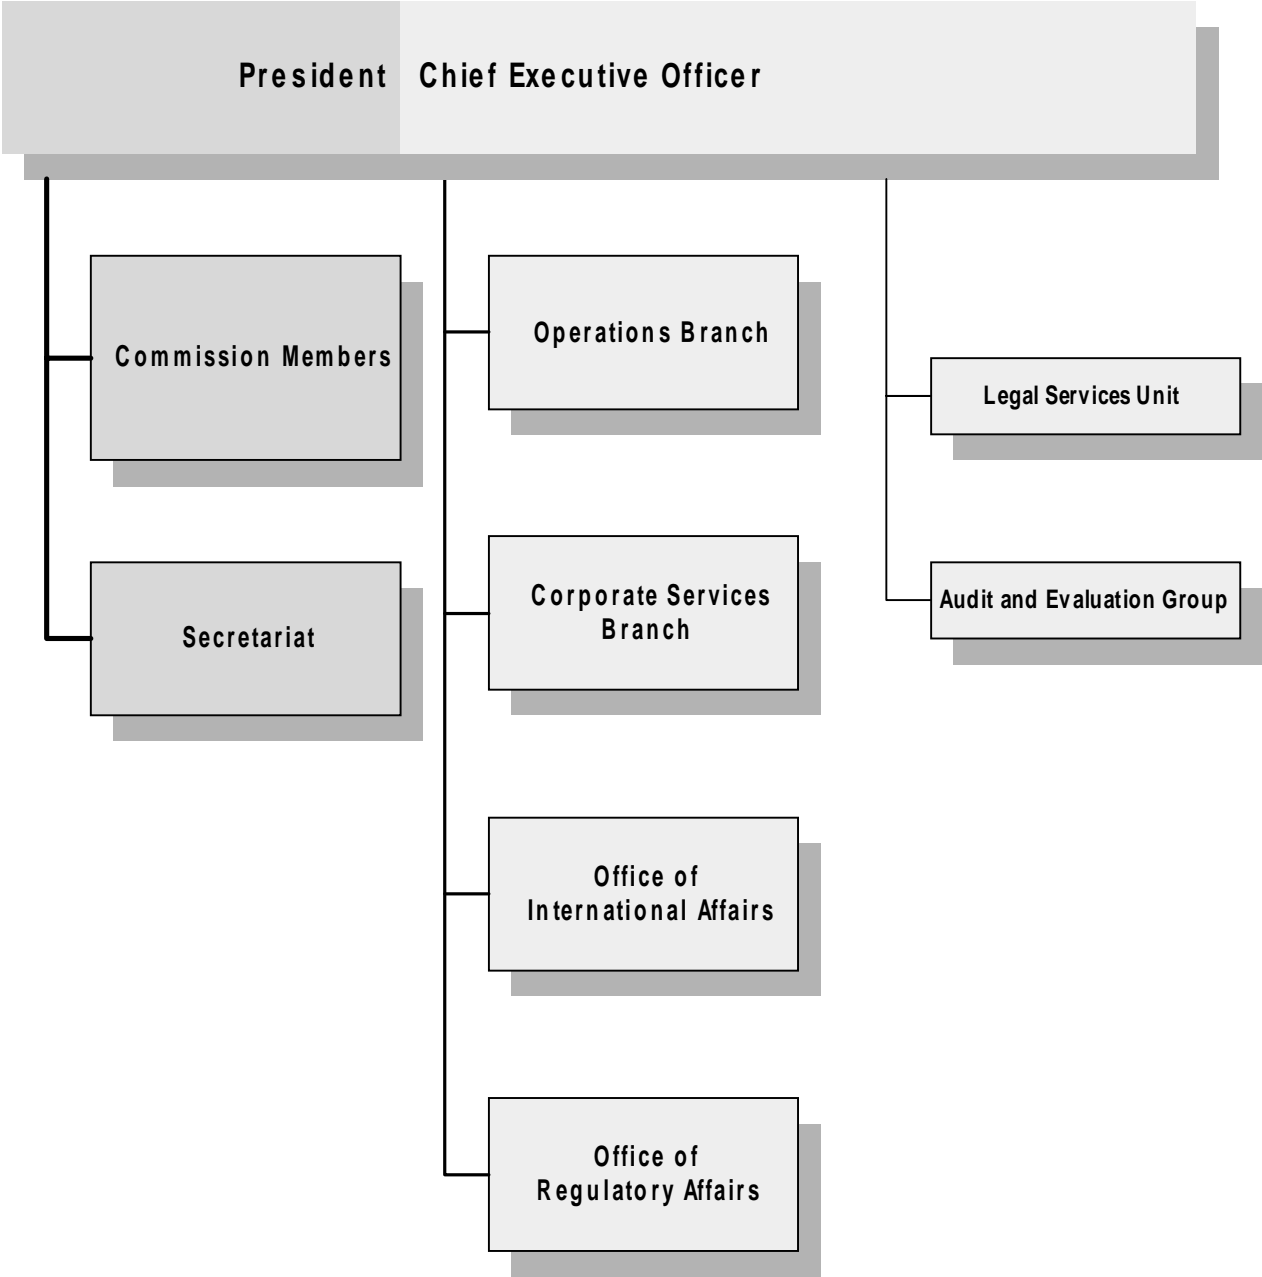 President Chief Executive Officer
Commission Members
Secretariat
Operations Branch
Corporate Services
Branch
Office of
International Affairs
Office of
Regulatory Affairs
Legal Services Unit
Audit and Evaluation Group